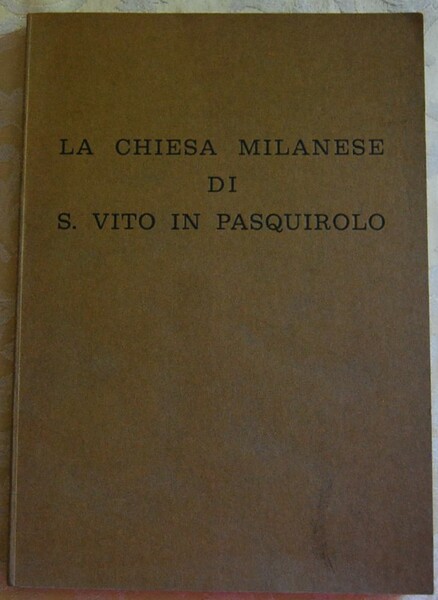 LA CHIESA MILANESE
DI
S. VITO IN PASQUIROLO